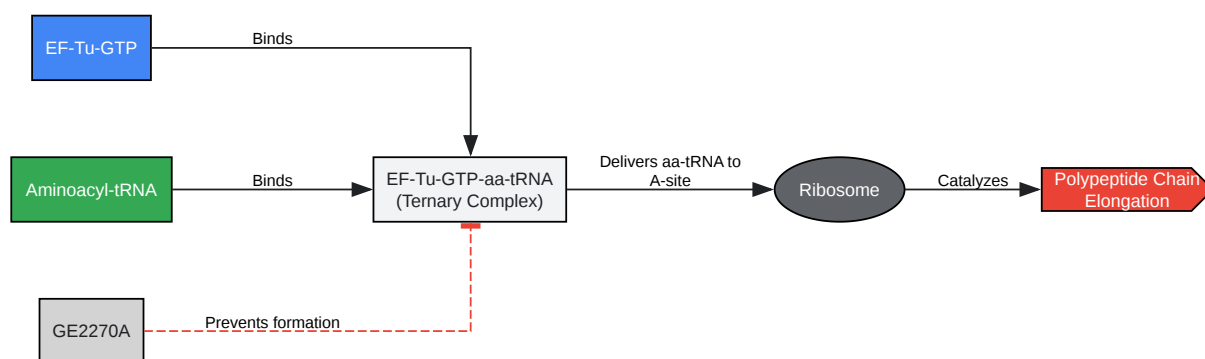 EF-Tu-GTP
Binds
Aminoacyl-tRNA
Binds
EF-Tu-GTP-aa-tRNA
(Ternary Complex)
Delivers aa-tRNA to
A-site
Ribosome
Catalyzes
Polypeptide Chain
Elongation
GE2270A
Prevents formation